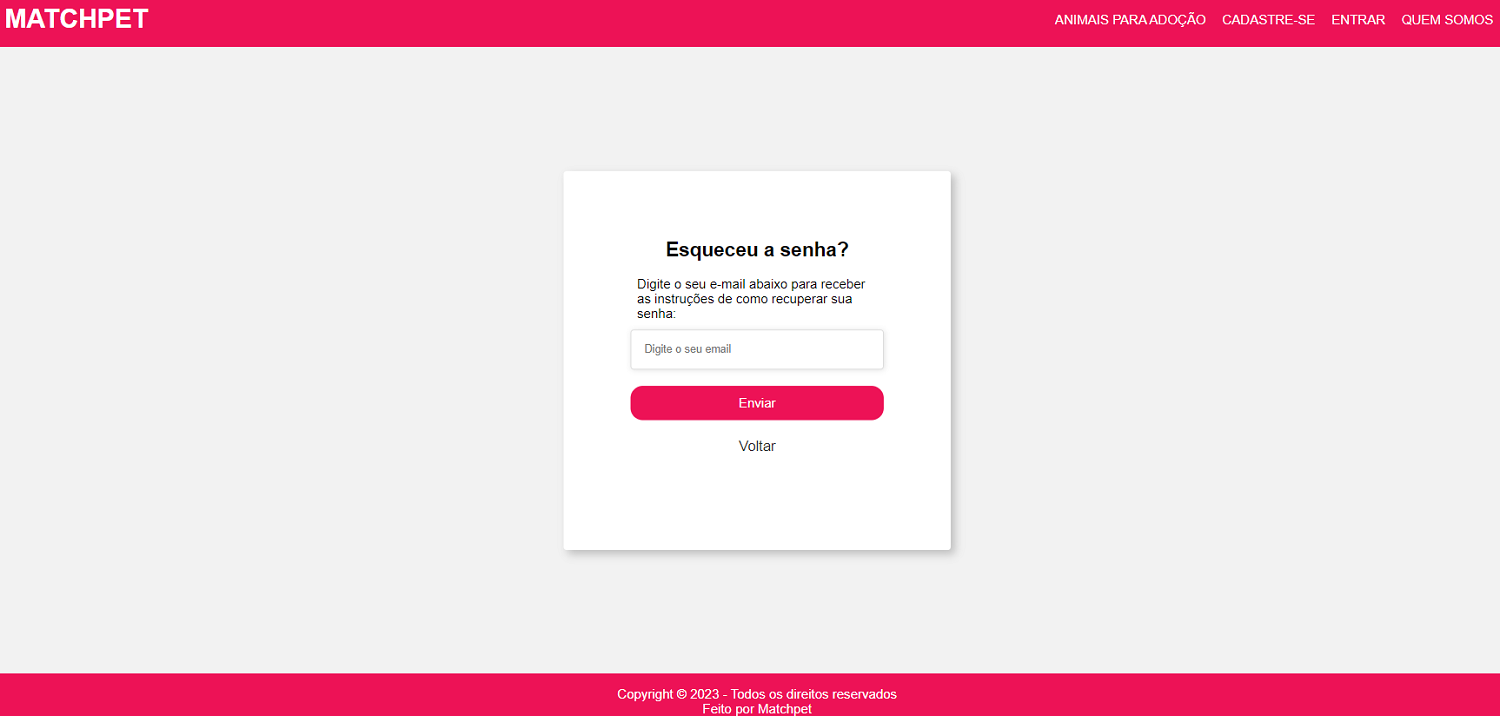 MATCHPET
ANIMAIS PARA ADOÇÃO CADASTRE-SE ENTRAR QUEM SOMOS
Esqueceu a senha?
Digite o seu e-mail abaixo para receber
as instruções de como recuperar sua
senha:
Digite o seu email
Enviar
Voltar
Copyright © 2023 - Todos os direitos reservados
Feito por Matchpet